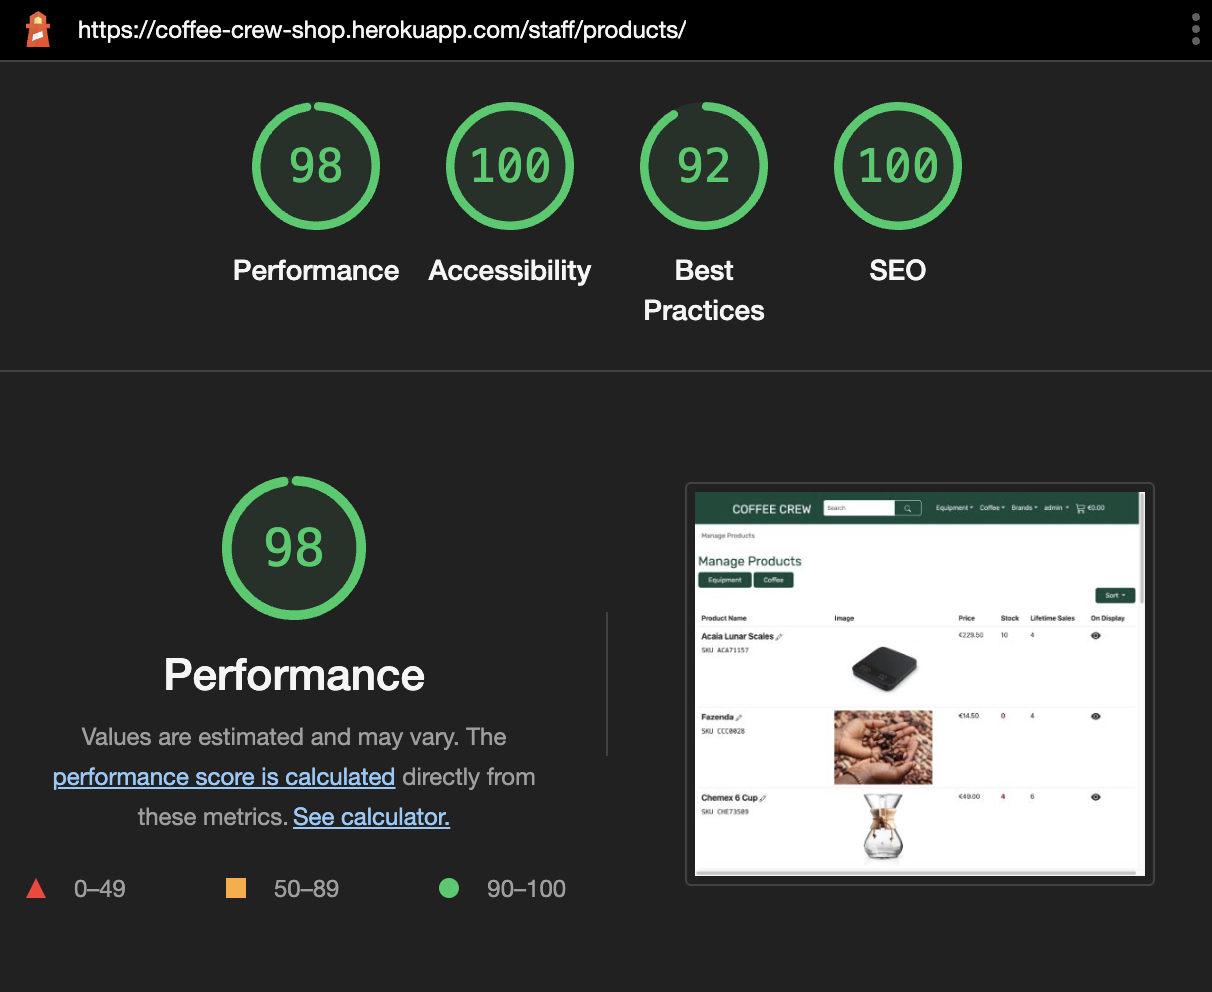 https://coffee-crew-shop.herokuapp.com/staff/products/
98
100
92
100
Performance
Accessibility
Best
Practices
SEO
98
Performance
Values are estimated and may vary. The
performance score is calculated directly from
these metrics. See calculator.
0–49
50–89
90–100
COFFEE CREW
Search
Equipment
Coffee
Brands
admin
€0.00
Manage Products
Manage Products
Equipment
Coffee
Sort
Product Name Image Price Stock Lifetime Sales On Display
Acaia Lunar Scales €229.50 10 4
SKU ACA71157
Fazenda €14.50 0 4
SKU CCC0028
Chemex 6 Cup €49.00 4 6
SKU CHE73589